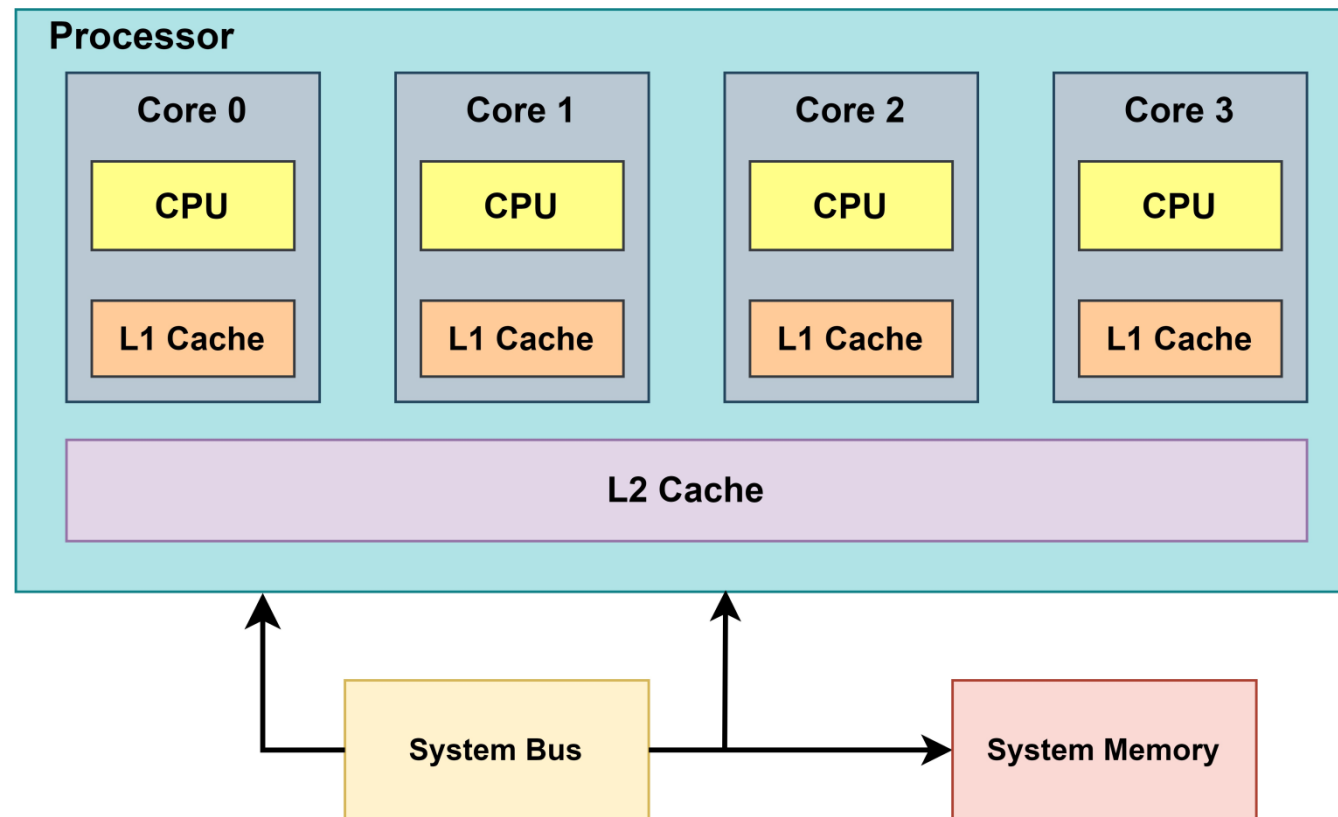 Processor
Core 0
Core 1
Core 2
Core 3
CPU
CPU
CPU
CPU
L1 Cache
L1 Cache
L1 Cache
L1 Cache
L2 Cache
System Bus
System Memory